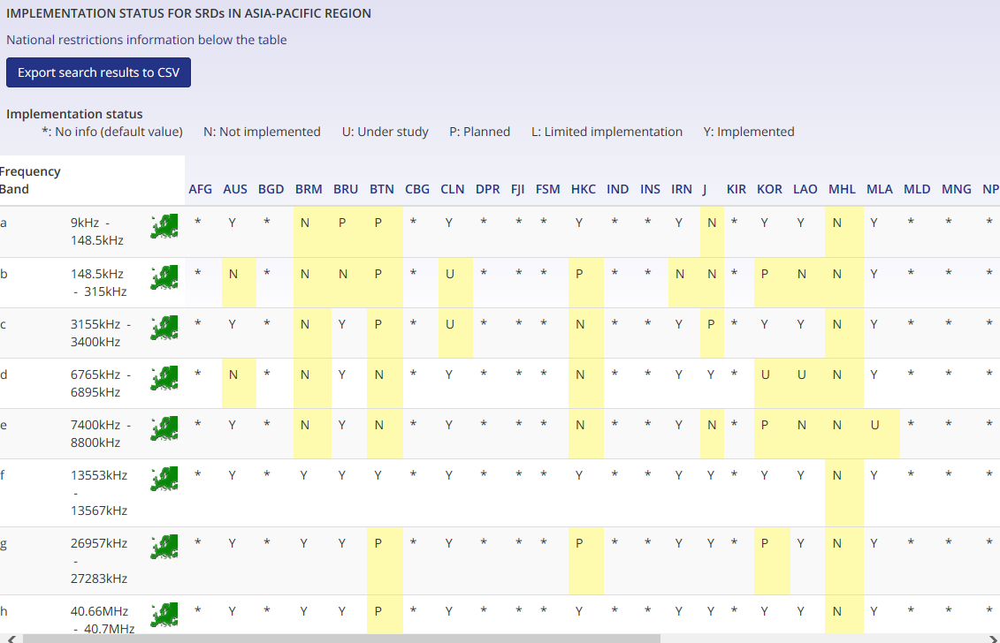 IMPLEMENTATION STATUS FOR SRDs IN ASIA-PACIFIC REGION
National restrictions information below the table
Export search results to CSV
Implementation status
*: No info (default value) N: Not implemented U: Under study P: Planned L: Limited implementation Y: Implemented
Frequency
Band AFG AUS BGD BRM BRU BTN CBG CLN DPR FJI FSM HKC IND INS IRN J KIR KOR LAO MHL MLA MLD MNG NP
a 9kHz - * Y * N P P * Y * * * Y * * Y N * Y Y N Y * * *
148.5kHz
b 148.5kHz * N * N N P * U * * * P * * N N * P N N Y * * *
- 315kHz
c 3155kHz - * Y * N Y P * U * * * N * * Y P * Y Y N Y * * *
3400kHz
d 6765kHz - * N * N Y N * Y * * * N * * Y Y * U U N Y * * *
6895kHz
e 7400kHz - * Y * N Y N * Y * * * N * * Y N * P N N U * * *
8800kHz
f 13553kHz * Y * Y Y Y * Y * * * Y * * Y Y * Y Y N Y * * *
-
13567kHz
g 26957kHz * Y * Y Y P * Y * * * P * * Y Y * P Y N Y * * *
-
27283kHz
h 40.66MHz * Y * Y Y P * Y * * * Y * * Y Y * Y Y N Y * * *
- 40.7MHz